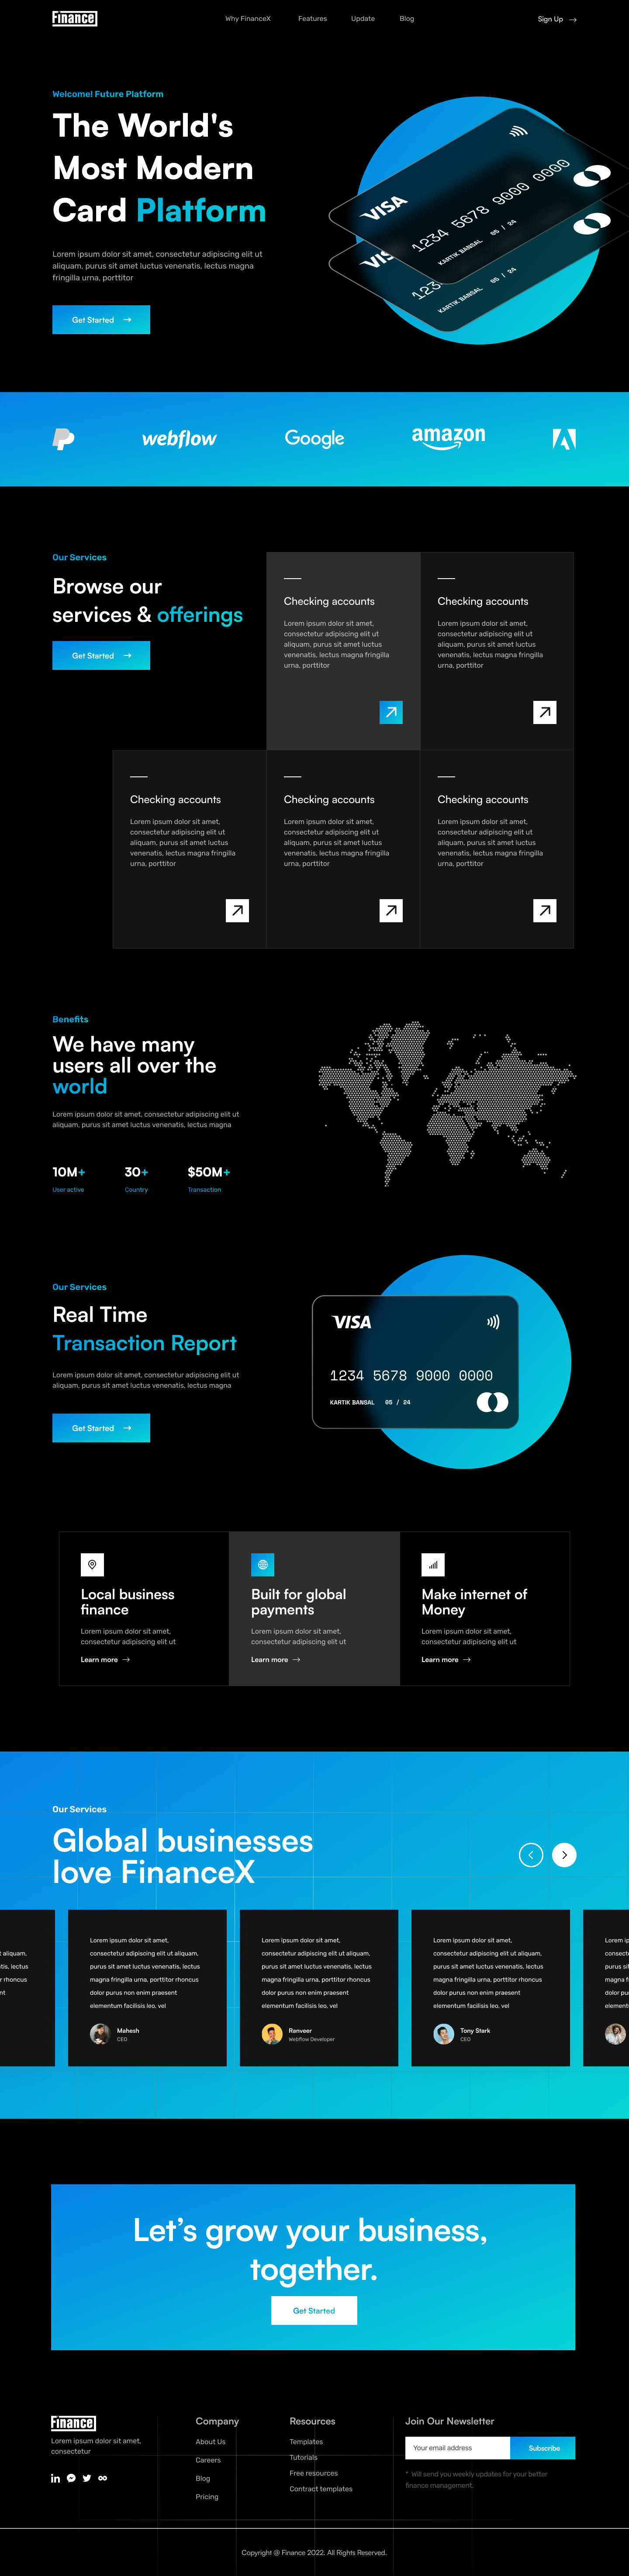 Finance
Why FinanceX
Features
Update
Blog
Sign Up
Welcome! Future Platform
The World's
Most Modern
Card Platform
Lorem ipsum dolor sit amet, consectetur adipiscing elit ut
aliquam, purus sit amet luctus venenatis, lectus magna
fringilla urna, porttitor
Get Started
VISA
1234 5678 9000 0000
KARTIK BANSAL 05 / 24
KARTIK BANSAL 05 / 24
webflow
Google
amazon
Our Services
Browse our
services & offerings
Get Started
Checking accounts
Lorem ipsum dolor sit amet,
consectetur adipiscing elit ut
aliquam, purus sit amet luctus
venenatis, lectus magna fringilla
urna, porttitor
Checking accounts
Lorem ipsum dolor sit amet,
consectetur adipiscing elit ut
aliquam, purus sit amet luctus
venenatis, lectus magna fringilla
urna, porttitor
Checking accounts
Lorem ipsum dolor sit amet,
consectetur adipiscing elit ut
aliquam, purus sit amet luctus
venenatis, lectus magna fringilla
urna, porttitor
Checking accounts
Lorem ipsum dolor sit amet,
consectetur adipiscing elit ut
aliquam, purus sit amet luctus
venenatis, lectus magna fringilla
urna, porttitor
Checking accounts
Lorem ipsum dolor sit amet,
consectetur adipiscing elit ut
aliquam, purus sit amet luctus
venenatis, lectus magna fringilla
urna, porttitor
Benefits
We have many
users all over the
world
Lorem ipsum dolor sit amet, consectetur adipiscing elit ut
aliquam, purus sit amet luctus venenatis, lectus magna
10M+
User active
30+
Country
$50M+
Transaction
Our Services
Real Time
Transaction Report
Lorem ipsum dolor sit amet, consectetur adipiscing elit ut
aliquam, purus sit amet luctus venenatis, lectus magna
Get Started
VISA
1234 5678 9000 0000
KARTIK BANSAL 05 / 24
Local business
finance
Lorem ipsum dolor sit amet,
consectetur adipiscing elit ut
Learn more
Built for global
payments
Lorem ipsum dolor sit amet,
consectetur adipiscing elit ut
Learn more
Make internet of
Money
Lorem ipsum dolor sit amet,
consectetur adipiscing elit ut
Learn more
Our Services
Global businesses
love FinanceX
Lorem ipsum dolor sit amet,
consectetur adipiscing elit ut aliquam,
purus sit amet luctus venenatis, lectus
magna fringilla urna, porttitor rhoncus
dolor purus non enim praesent
elementum facilisis leo, vel
Mahesh
CEO
Lorem ipsum dolor sit amet,
consectetur adipiscing elit ut aliquam,
purus sit amet luctus venenatis, lectus
magna fringilla urna, porttitor rhoncus
dolor purus non enim praesent
elementum facilisis leo, vel
Ranveer
Webflow Developer
Lorem ipsum dolor sit amet,
consectetur adipiscing elit ut aliquam,
purus sit amet luctus venenatis, lectus
magna fringilla urna, porttitor rhoncus
dolor purus non enim praesent
elementum facilisis leo, vel
Tony Stark
CEO
Let's grow your business,
together.
Get Started
Finance
Lorem ipsum dolor sit amet,
consectetur
Company
About Us
Careers
Blog
Pricing
Resources
Templates
Tutorials
Free resources
Contract templates
Join Our Newsletter
Your email address
Subscribe
* Will send you weekly updates for your better
finance management.
Copyright @ Finance 2022. All Rights Reserved.